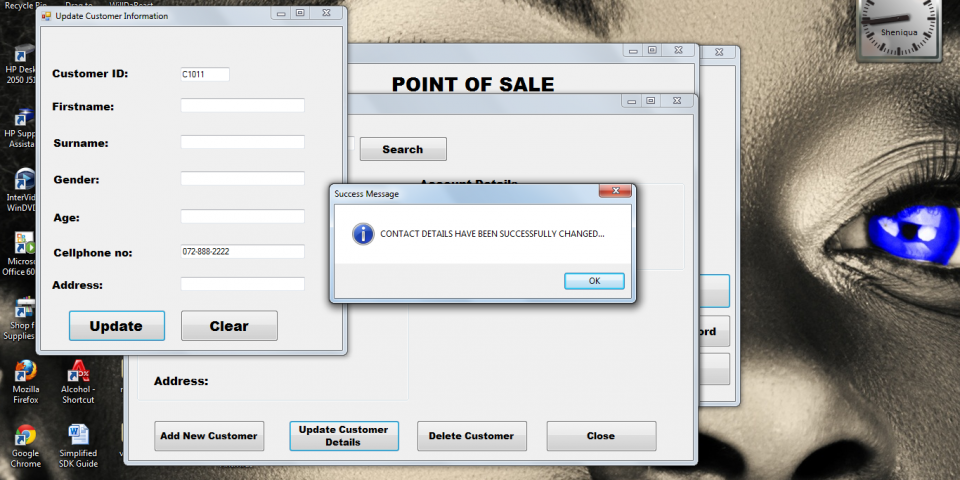 Recycle Bin
Update Customer Information
Sheniqua
Customer ID:
C1011
Firstname:
Surname:
Gender:
Age:
Cellphone no:
072-888-2222
Address:
Update
Clear
POINT OF SALE
Search
Account Details
Success Message
CONTACT DETAILS HAVE BEEN SUCCESSFULLY CHANGED...
OK
ord
Address:
Add New Customer
Update Customer
Details
Delete Customer
Close
HP Desk
2050 J51
HP Supp
Assista
InterVid
WinDVD
Microso
Office 60
Shop f
Supplies
Mozilla
Firefox
Alcohol -
Shortcut
Google
Chrome
Simplified
SDK Guide